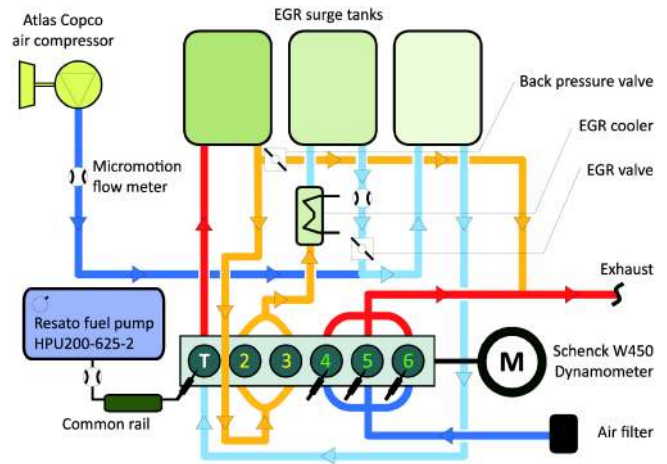 Atlas Copco
air compressor
EGR surge tanks
Back pressure valve
EGR cooler
EGR valve
Micromotion
flow meter
Exhaust
Resato fuel pump
HPU200-625-2
T 2 3 4 5 6
M
Schenck W450
Dynamometer
Common rail
Air filter